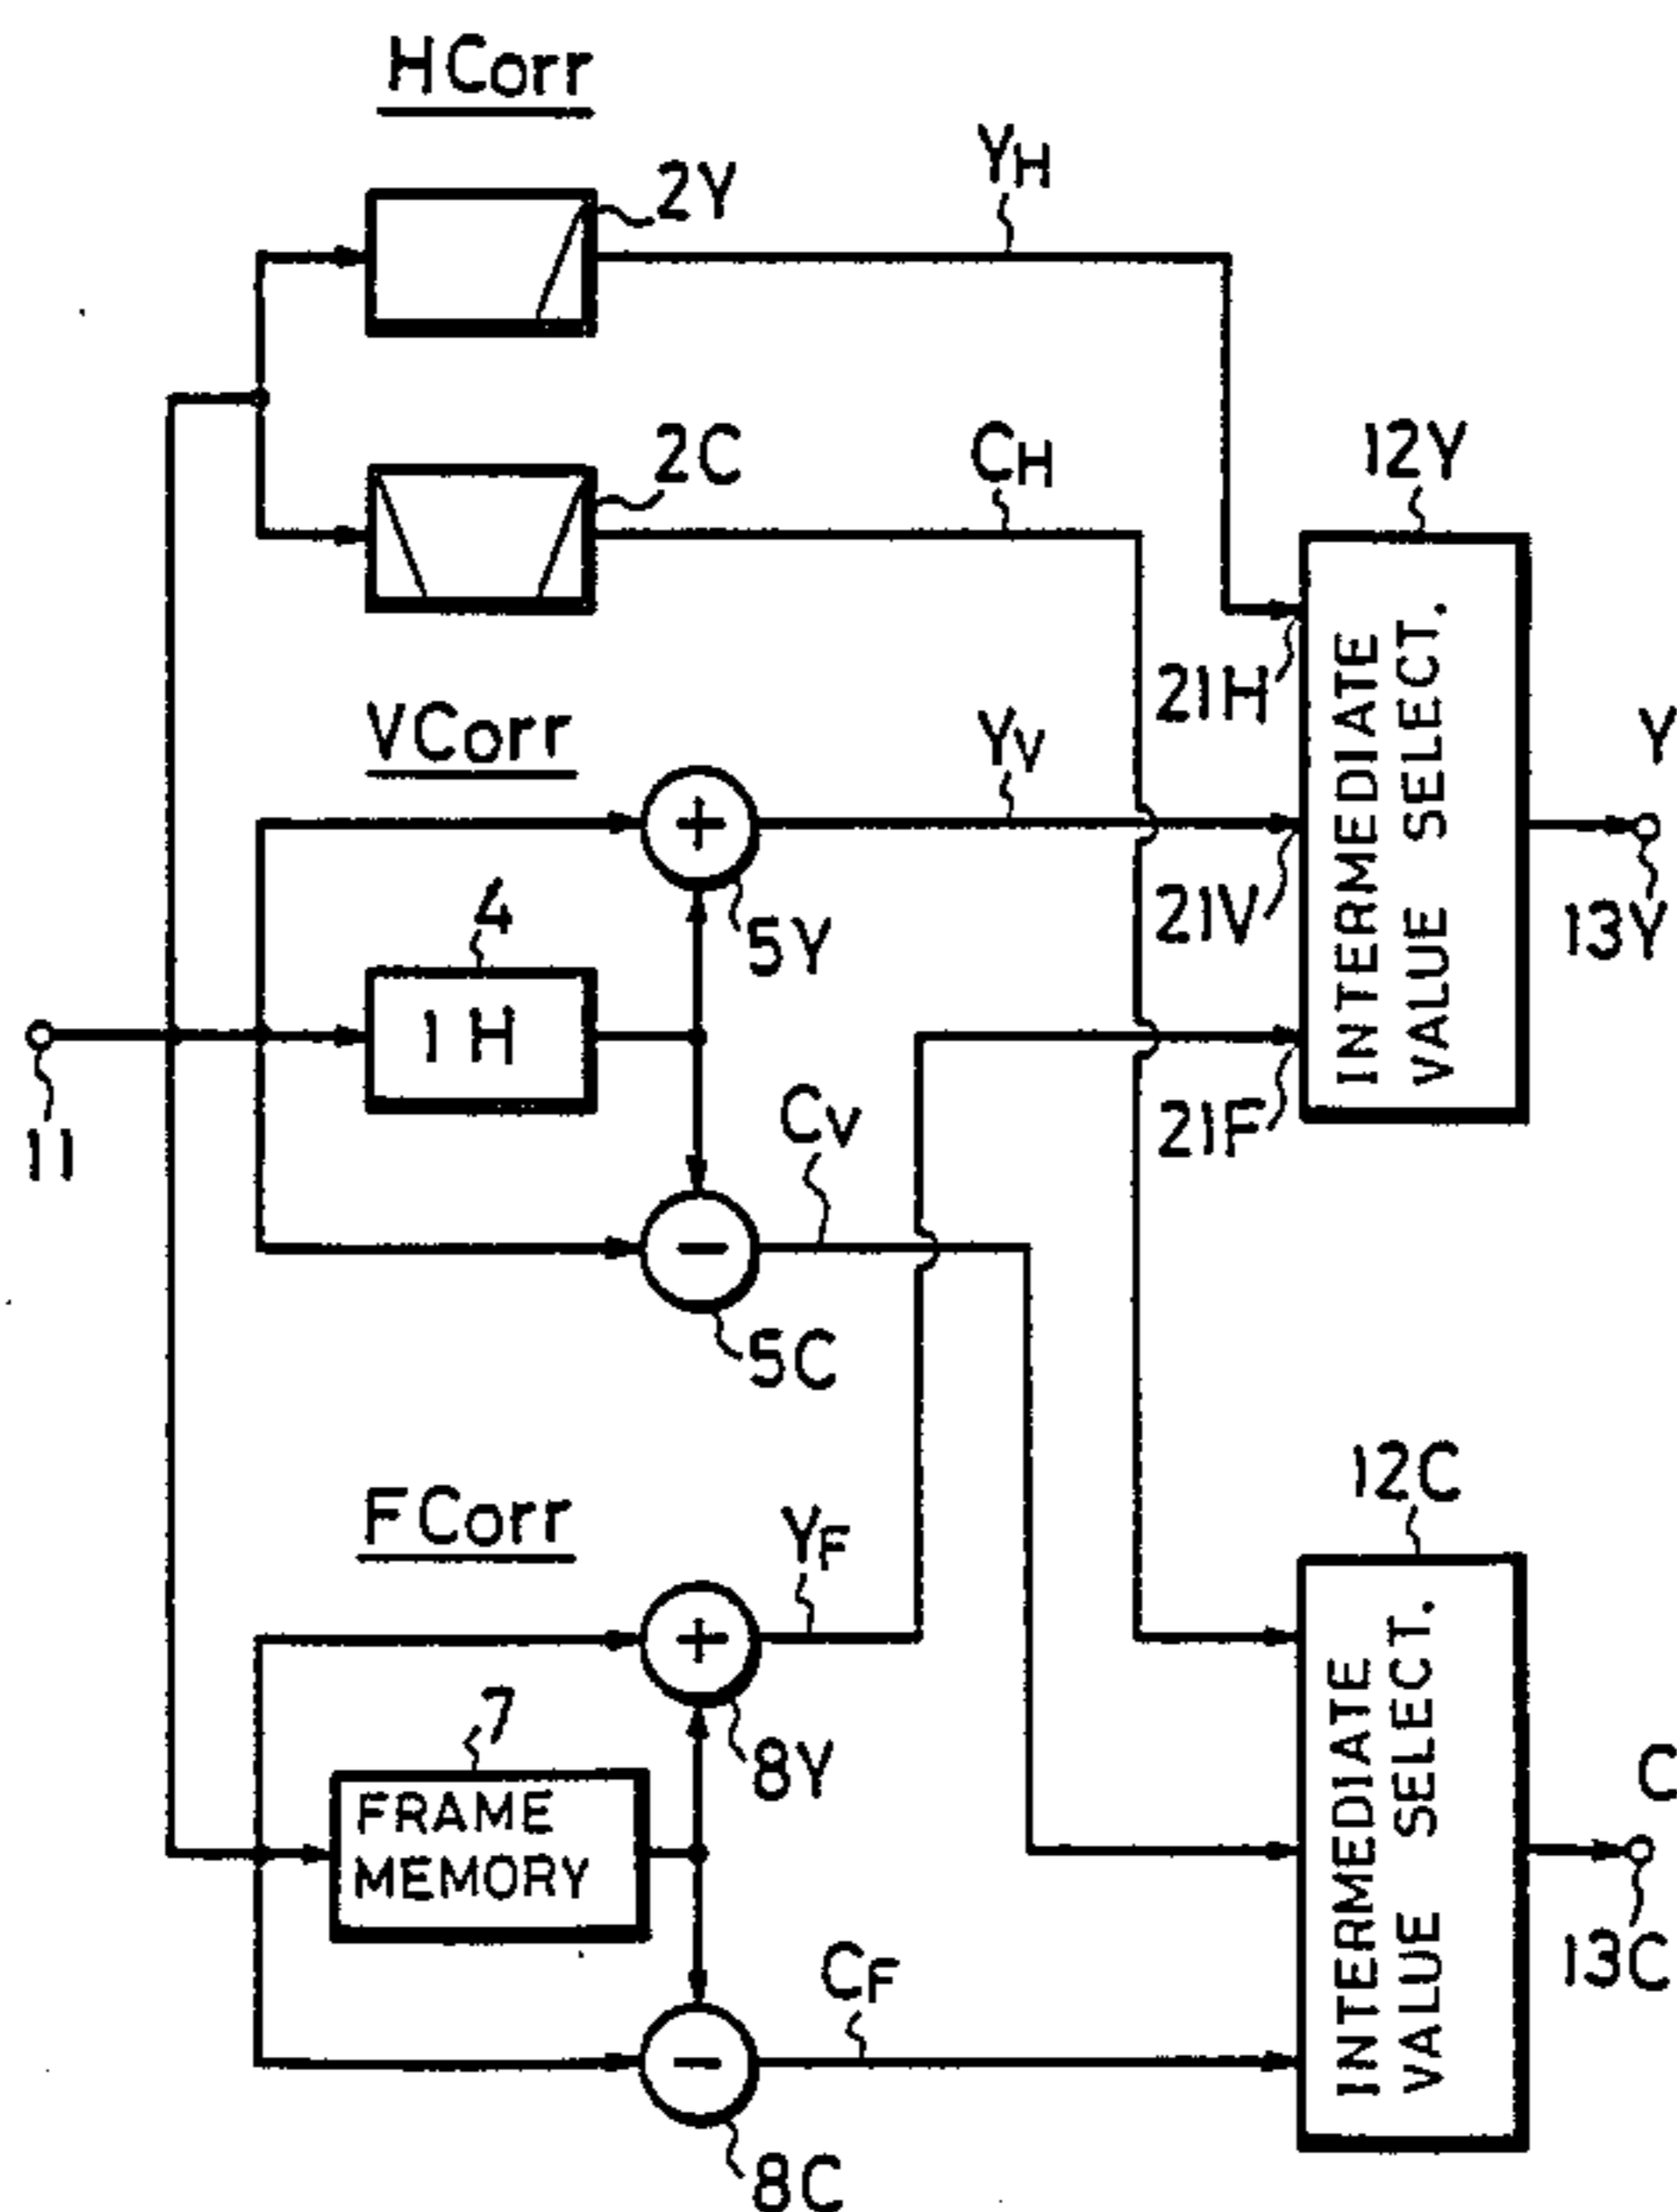 HCorr
2Y
YH
2C
CH
12Y
21H
INTERMEDIATE
VALUE SELECT.
VCorr
YV
Y
4
5Y
21V
13Y
1H
11
CV
21F
5C
12C
FCorr
YF
7
8Y
FRAME
MEMORY
INTERMEDIATE
VALUE SELECT.
C
CF
13C
8C